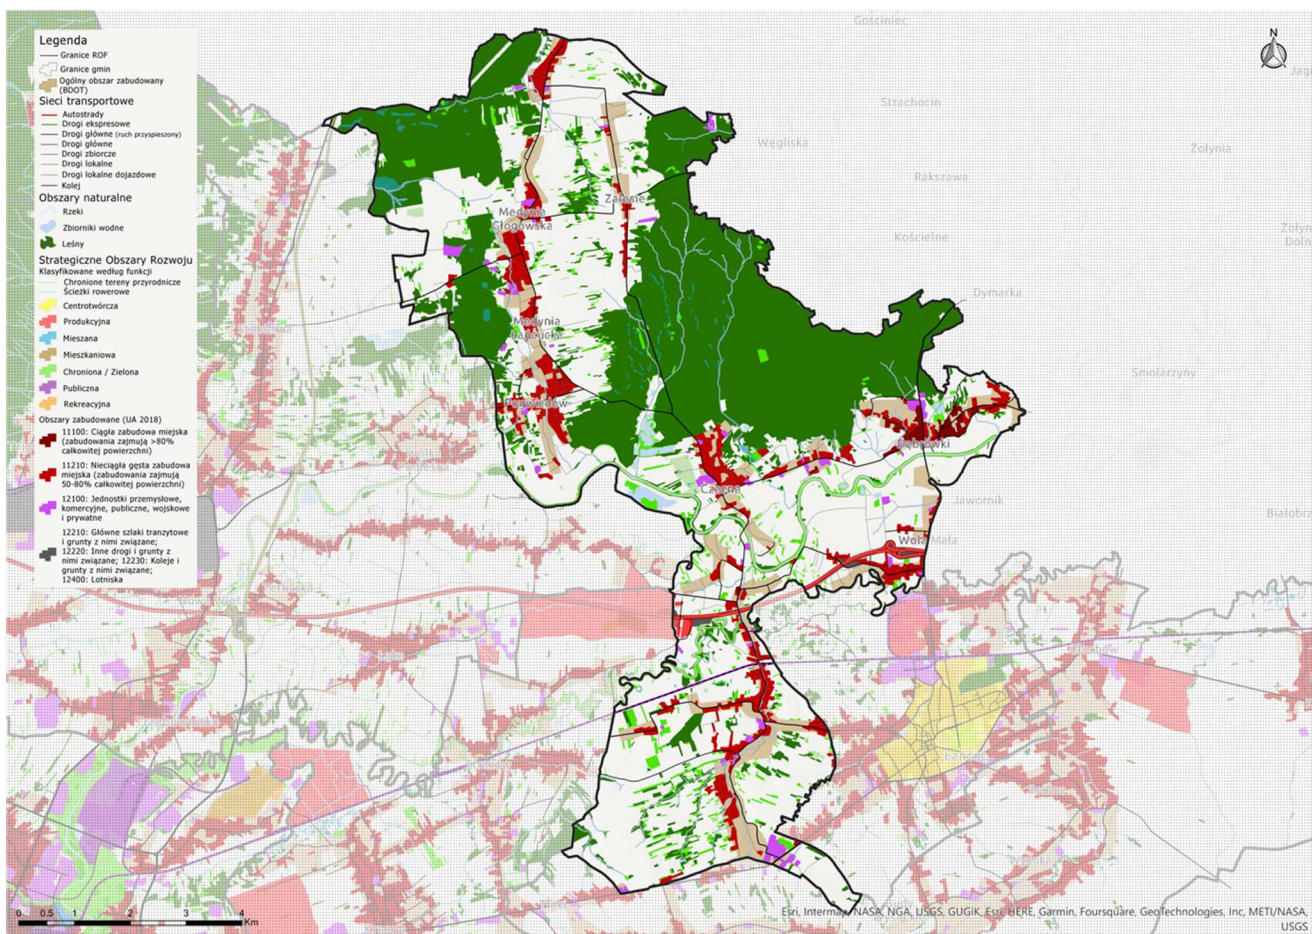 Legenda
Granice ROF
Granice gmin
Ogólny obszar zabudowany
(BDOT)
Sieci transportowe
Autostrady
Drogi ekspresowe
Drogi główne (ruch przyspieszony)
Drogi główne
Drogi zbiorcze
Drogi lokalne
Drogi lokalne dojazdowe
Kolej
Obszary naturalne
Rzeki
Zbiorniki wodne
Leśny
Strategiczne Obszary Rozwoju
Klasyfikowane według funkcji
Chronione tereny przyrodnicze
Ścieżki rowerowe
Centrotwórcza
Produkcyjna
Mieszana
Mieszkaniowa
Chroniona / Zielona
Publiczna
Rekreacyjna
Obszary zabudowane (UA 2018)
11100: Ciągła zabudowa miejska
(zabudowania zajmują >80%
całkowitej powierzchni)
11210: Nieciągła gęsta zabudowa
miejska (zabudowania zajmują
50-80% całkowitej powierzchni)
12100: Jednostki przemysłowe,
komercyjne, publiczne, wojskowe
i prywatne
12210: Główne szlaki tranzytowe
i grunty z nimi związane;
12220: Inne drogi i grunty z
nimi związane; 12230: Koleje i
grunty z nimi związane;
12400: Lotniska
Gościniec
N
Strachocin
Węgliska
Żołynia
Rakszawa
Zalesie
Medynia
Głogowska
Kościelne
Żołyn
Doln
Dymarka
Medynia
Łańcucka
Smolarzyny
Pogwizdów
Dąbrówki
Czarna
Jawornik
Białobrz
Wola Mała
0 0.5 1 2 3 4
Km
Esri, Intermap, NASA, NGA, USGS, GUGiK, Esri, HERE, Garmin, Foursquare, GeoTechnologies, Inc, METI/NASA,
USGS